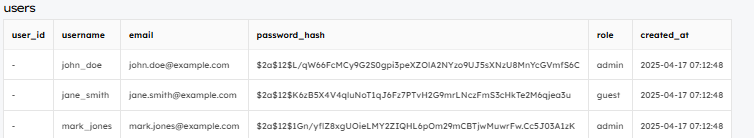 users
user_id username email password_hash role created_at
- john_doe john.doe@example.com $2a$12$L/qW66FcMCy9G2S0gpi3peXZOIA2NYzo9UJ5sXNzU8MnYcGVmfS6C admin 2025-04-17 07:12:48
- jane_smith jane.smith@example.com $2a$12$K6zB5X4V4qIuNoT1qJ6Fz7PTvH2G9mrLNczFmS3cHkTe2M6qjea3u guest 2025-04-17 07:12:48
- mark_jones mark.jones@example.com $2a$12$1Gn/yflZ8xgUOieLMY2ZIQHL6pOm29mCBTjwMuwrFw.Cc5J03A1zK admin 2025-04-17 07:12:48